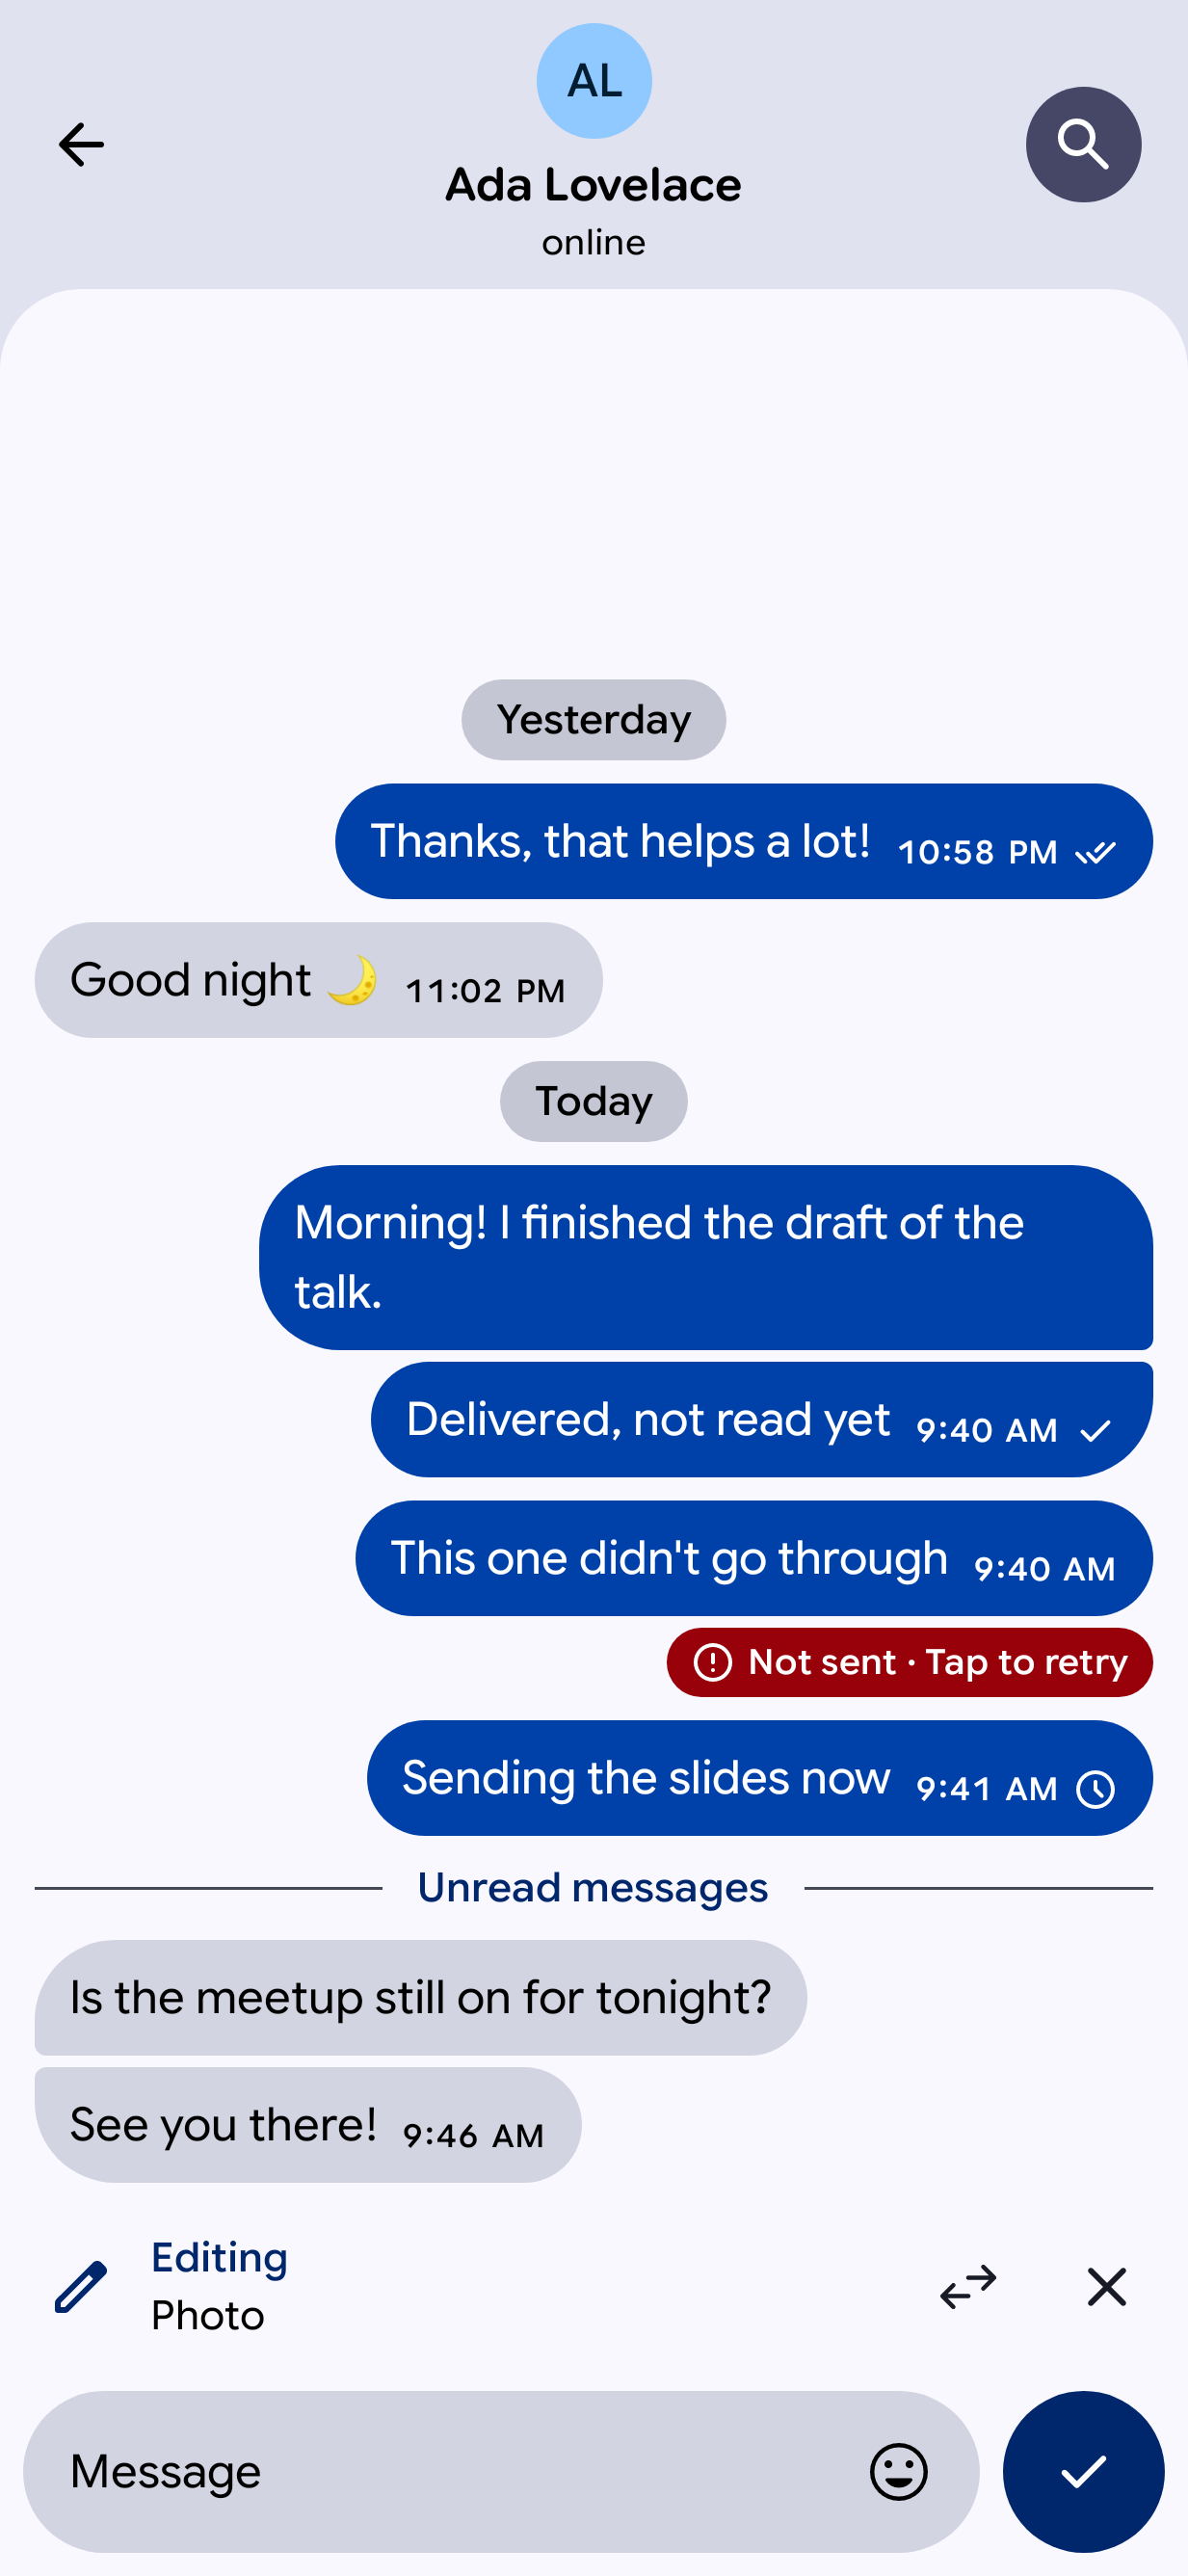 AL
Ada Lovelace
online
Yesterday
Thanks, that helps a lot! 10:58 PM
Good night 🌙 11:02 PM
Today
Morning! I finished the draft of the
talk.
Delivered, not read yet 9:40 AM
This one didn't go through 9:40 AM
Not sent · Tap to retry
Sending the slides now 9:41 AM
Unread messages
Is the meetup still on for tonight?
See you there! 9:46 AM
Editing
Photo
Message